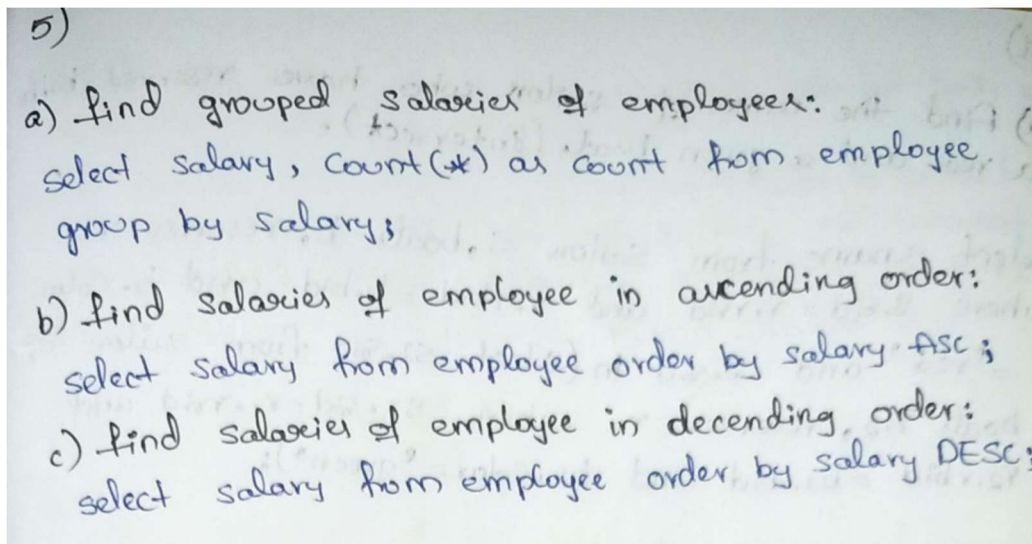 5)
a) find grouped salaries of employees:
select salary, count(*) as count from employee
group by salary;
b) find salaries of employee in ascending order:
select salary from employee order by salary ASC;
c) find salaries of employee in decending order:
select salary from employee order by salary DESC;